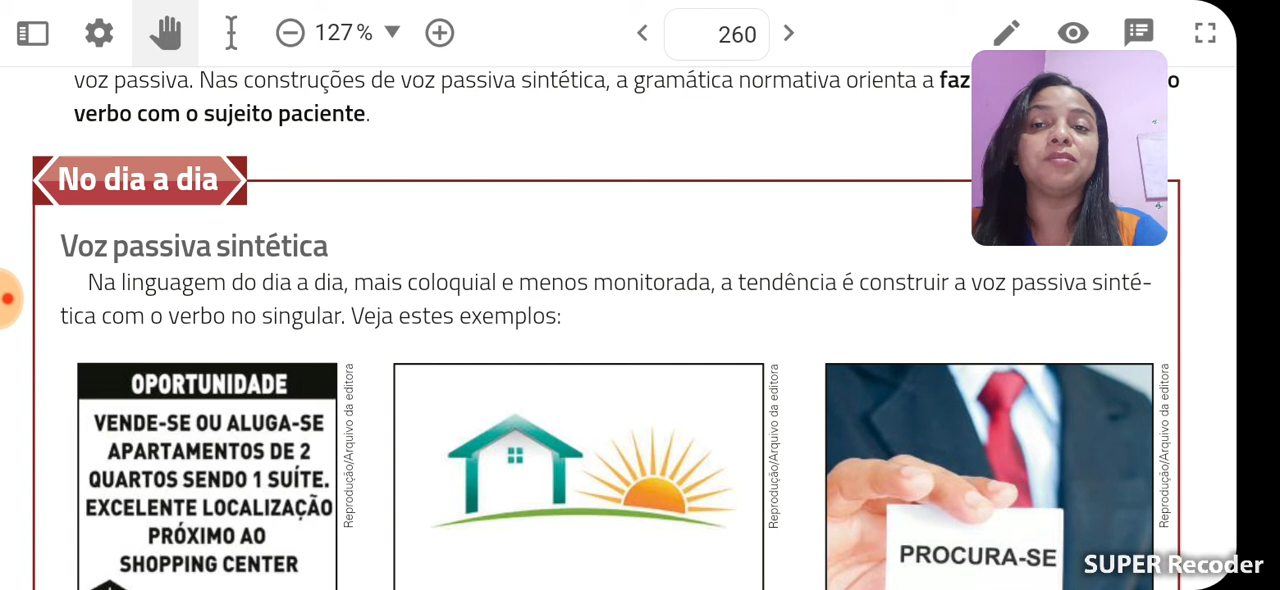 127 %
260
voz passiva. Nas construções de voz passiva sintética, a gramática normativa orienta a faz
o
verbo com o sujeito paciente.
No dia a dia
Voz passiva sintética
Na linguagem do dia a dia, mais coloquial e menos monitorada, a tendência é construir a voz passiva sinté-
tica com o verbo no singular. Veja estes exemplos:
OPORTUNIDADE
VENDE-SE OU ALUGA-SE
APARTAMENTOS DE 2
QUARTOS SENDO 1 SUÍTE.
EXCELENTE LOCALIZAÇÃO
PRÓXIMO AO
SHOPPING CENTER
Reprodução/Arquivo da editora
Reprodução/Arquivo da editora
PROCURA-SE
Reprodução/Arquivo da editora
SUPER Recoder